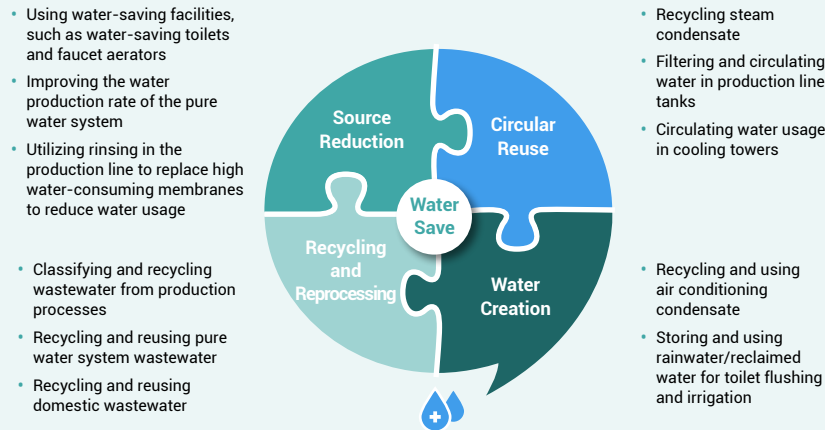 • Using water-saving facilities,
such as water-saving toilets
and faucet aerators
• Improving the water
production rate of the pure
water system
• Utilizing rinsing in the
production line to replace high
water-consuming membranes
to reduce water usage
Source
Reduction
Circular
Reuse
• Recycling steam
condensate
• Filtering and circulating
water in production line
tanks
• Circulating water usage
in cooling towers
Water
Save
• Classifying and recycling
wastewater from production
processes
• Recycling and reusing pure
water system wastewater
• Recycling and reusing
domestic wastewater
Recycling
and
Reprocessing
Water
Creation
• Recycling and using
air conditioning
condensate
• Storing and using
rainwater/reclaimed
water for toilet flushing
and irrigation